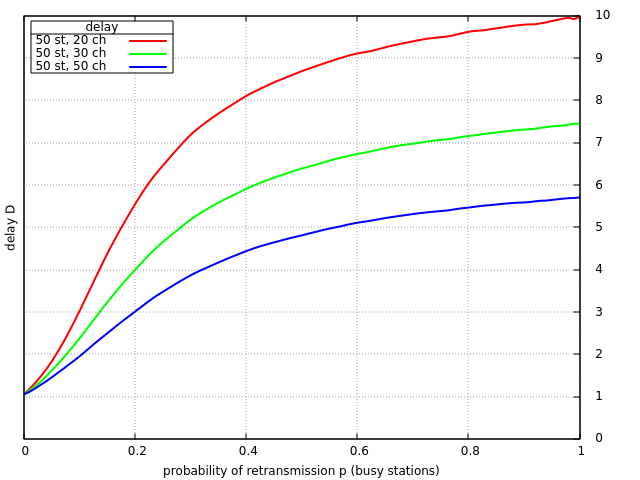 delay
50 st, 20 ch
50 st, 30 ch
50 st, 50 ch
10
9
8
7
6
5
4
3
2
1
0
delay D
0 0.2 0.4 0.6 0.8 1
probability of retransmission p (busy stations)